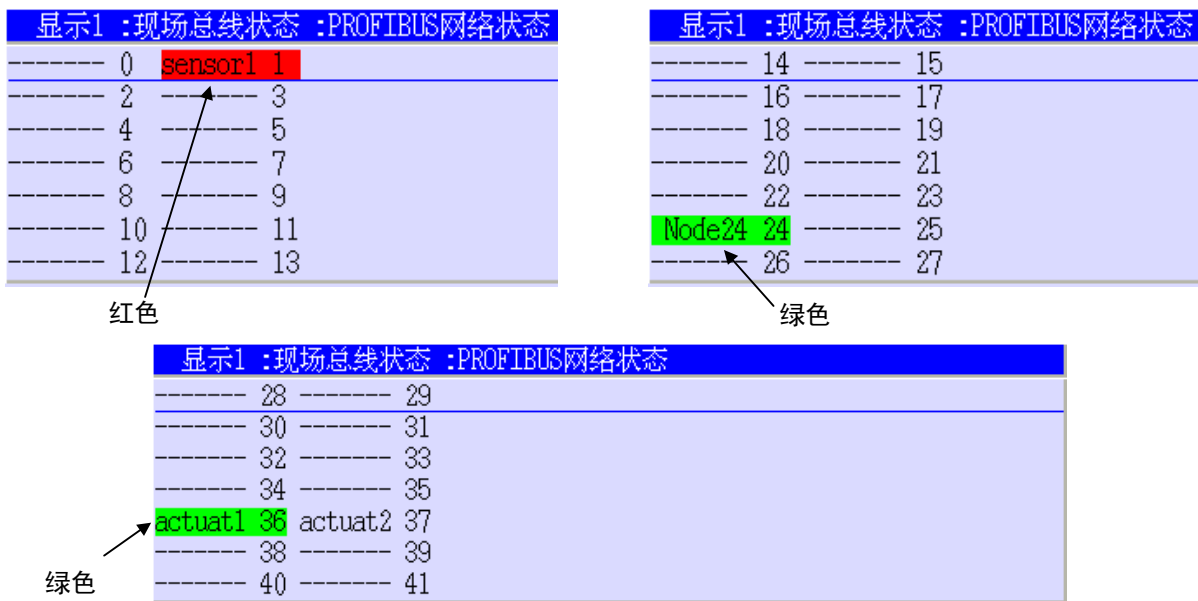 显示1 :现场总线状态 :PROFIBUS网络状态
------- 0 sensor1 1
------- 2 ------- 3
------- 4 ------- 5
------- 6 ------- 7
------- 8 ------- 9
------- 10 ------- 11
------- 12 ------- 13
红色
显示1 :现场总线状态 :PROFIBUS网络状态
------- 14 ------- 15
------- 16 ------- 17
------- 18 ------- 19
------- 20 ------- 21
------- 22 ------- 23
Node24 24 ------- 25
------- 26 ------- 27
绿色
显示1 :现场总线状态 :PROFIBUS网络状态
------- 28 ------- 29
------- 30 ------- 31
------- 32 ------- 33
------- 34 ------- 35
actuat1 36 actuat2 37
------- 38 ------- 39
------- 40 ------- 41
绿色